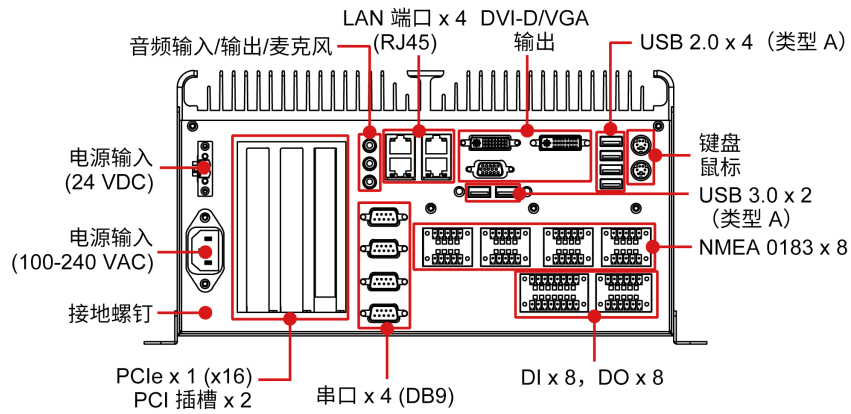 LAN 端口 x 4
(RJ45)
DVI-D/VGA
输出
音频输入/输出/麦克风
USB 2.0 x 4（类型 A）
电源输入
(24 VDC)
键盘
鼠标
USB 3.0 x 2
（类型 A）
电源输入
(100-240 VAC)
NMEA 0183 x 8
接地螺钉
PCIe x 1 (x16)
PCI 插槽 x 2
串口 x 4 (DB9)
DI x 8，DO x 8